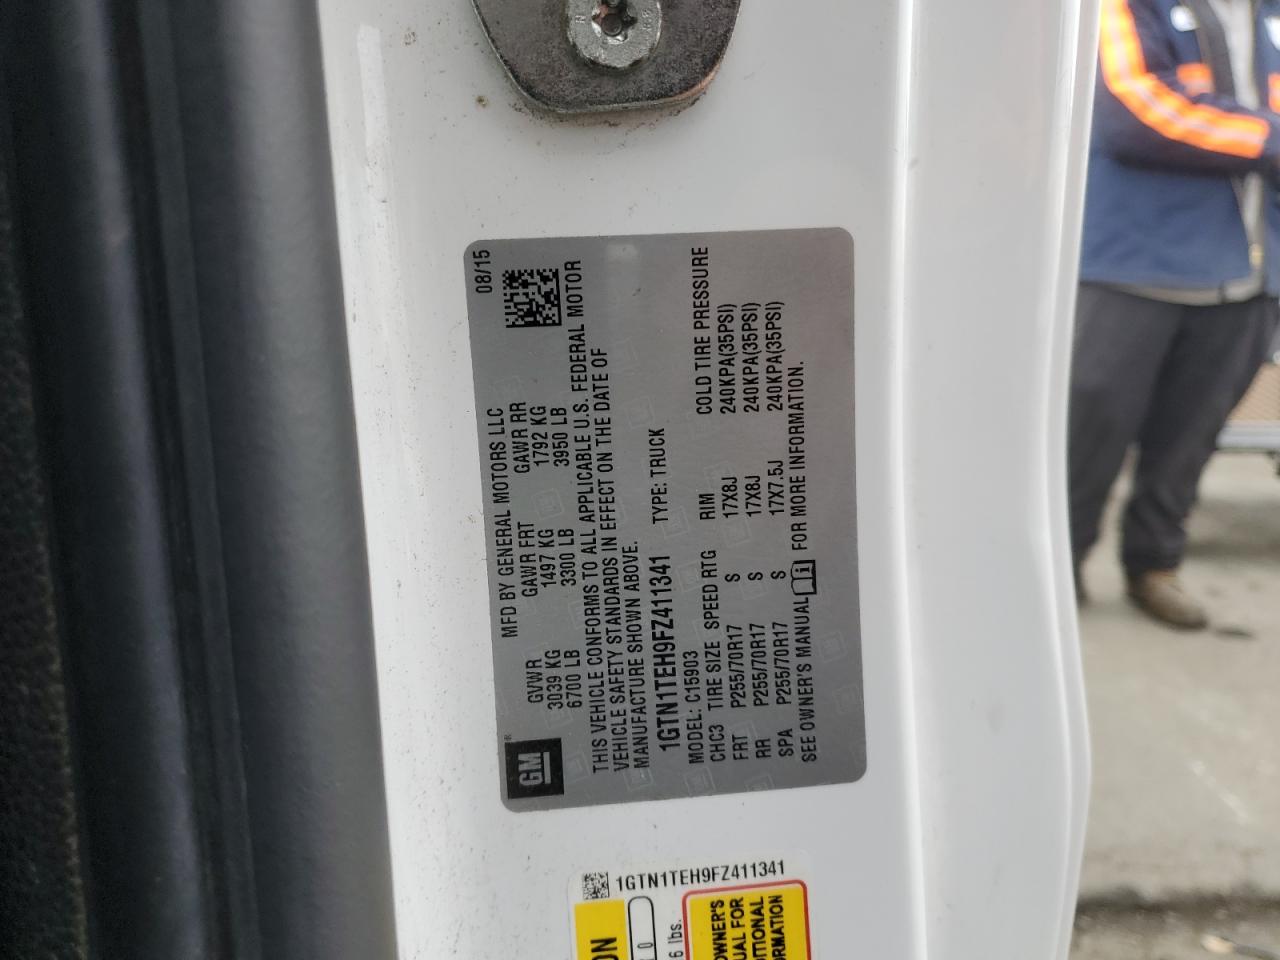 MFD BY GENERAL MOTORS LLC 08/15
GVWR GAWR FRT GAWR RR
3039 KG 1497 KG 1792 KG
6700 LB 3300 LB 3950 LB
GM
THIS VEHICLE CONFORMS TO ALL APPLICABLE U.S. FEDERAL MOTOR
VEHICLE SAFETY STANDARDS IN EFFECT ON THE DATE OF
MANUFACTURE SHOWN ABOVE.
1GTN1TEH9FZ411341 TYPE: TRUCK
MODEL: C15903
CHC3 TIRE SIZE SPEED RTG RIM COLD TIRE PRESSURE
FRT P255/70R17 S 17X8J 240KPA(35PSI)
RR P255/70R17 S 17X8J 240KPA(35PSI)
SPA P255/70R17 S 17X7.5J 240KPA(35PSI)
SEE OWNER'S MANUAL i FOR MORE INFORMATION.
1GTN1TEH9FZ411341
ON
6 lbs.
OWNER'S
FOR